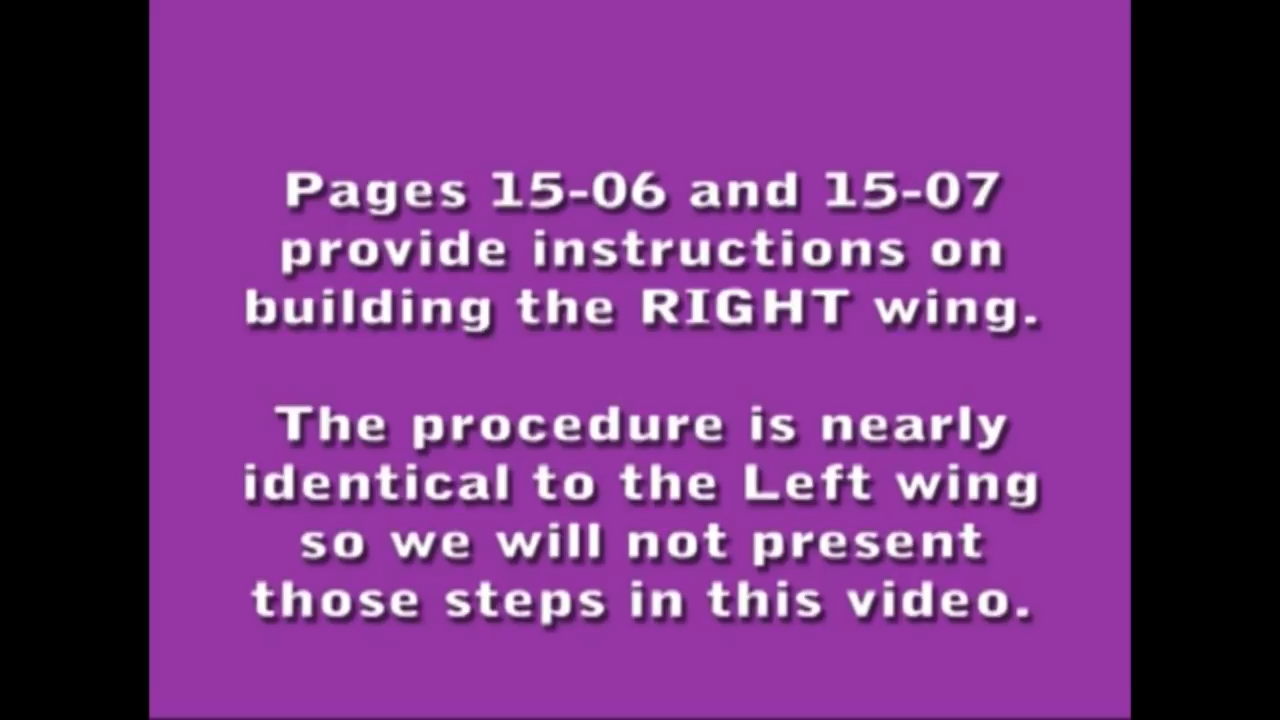 Pages 15-06 and 15-07
provide instructions on
building the RIGHT wing.
The procedure is nearly
identical to the Left wing
so we will not present
those steps in this video.